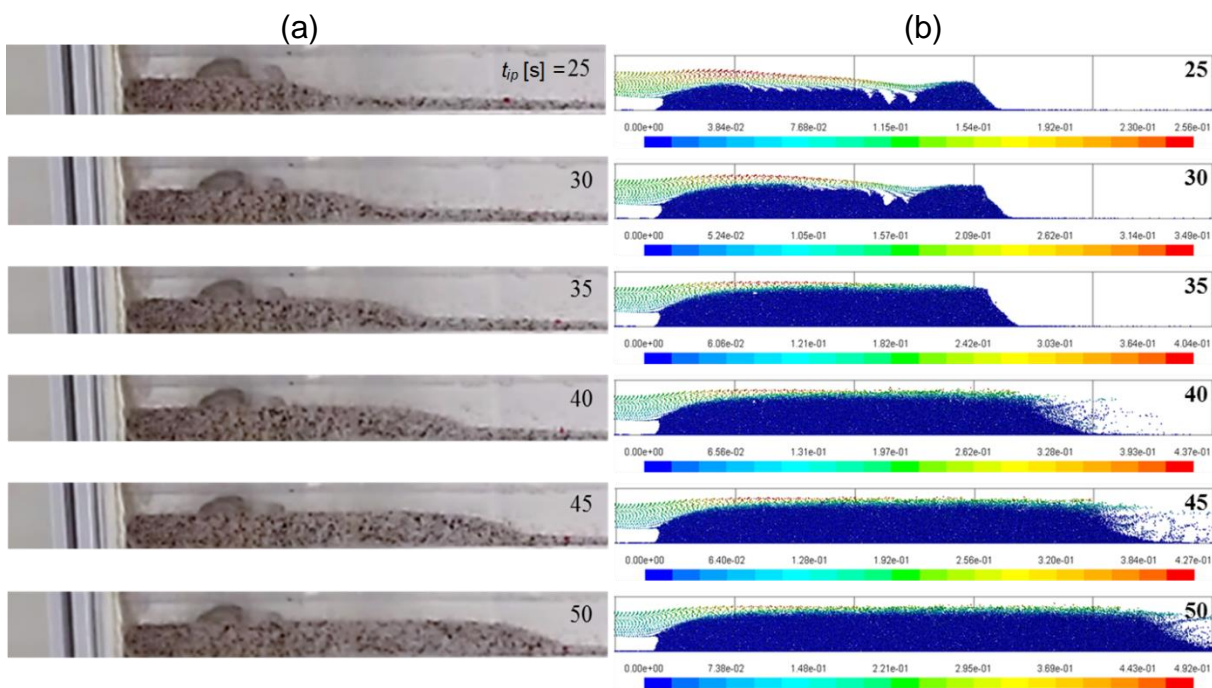 (a) (b)
t_ip [s] = 25 25
0.00e+00 3.84e-02 7.68e-02 1.15e-01 1.54e-01 1.92e-01 2.30e-01 2.56e-01
30 30
0.00e+00 5.24e-02 1.05e-01 1.57e-01 2.09e-01 2.62e-01 3.14e-01 3.49e-01
35 35
0.00e+00 6.06e-02 1.21e-01 1.82e-01 2.42e-01 3.03e-01 3.64e-01 4.04e-01
40 40
0.00e+00 6.56e-02 1.31e-01 1.97e-01 2.62e-01 3.28e-01 3.93e-01 4.37e-01
45 45
0.00e+00 6.40e-02 1.28e-01 1.92e-01 2.56e-01 3.20e-01 3.84e-01 4.27e-01
50 50
0.00e+00 7.38e-02 1.48e-01 2.21e-01 2.95e-01 3.69e-01 4.43e-01 4.92e-01